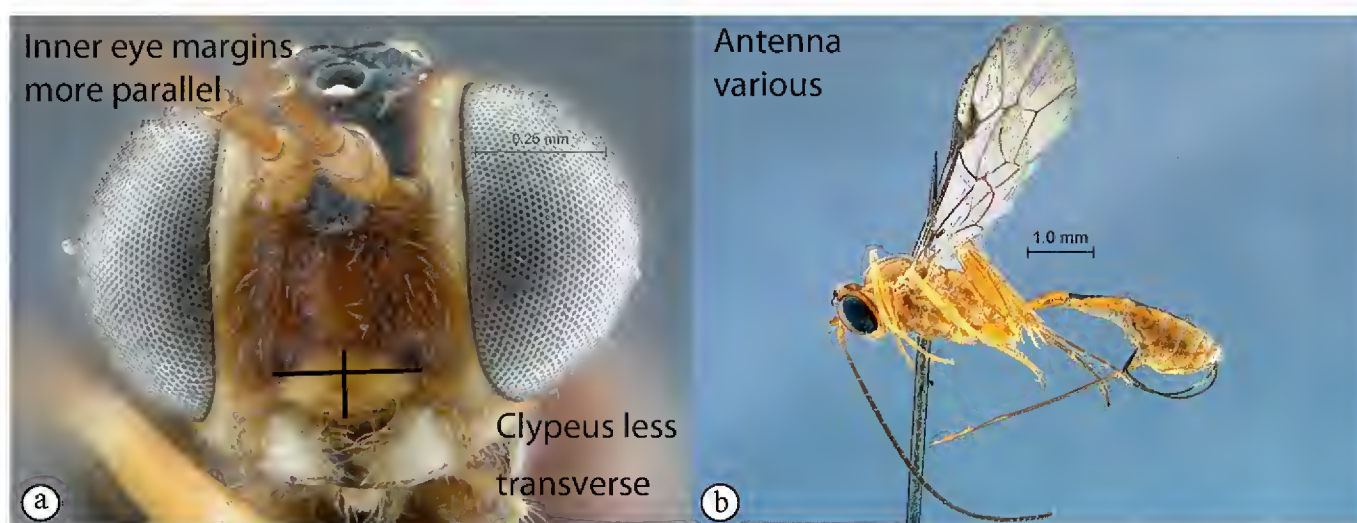 Inner eye margins
more parallel
0.25 mm
Clypeus less
transverse
a
Antenna
various
1.0 mm
b